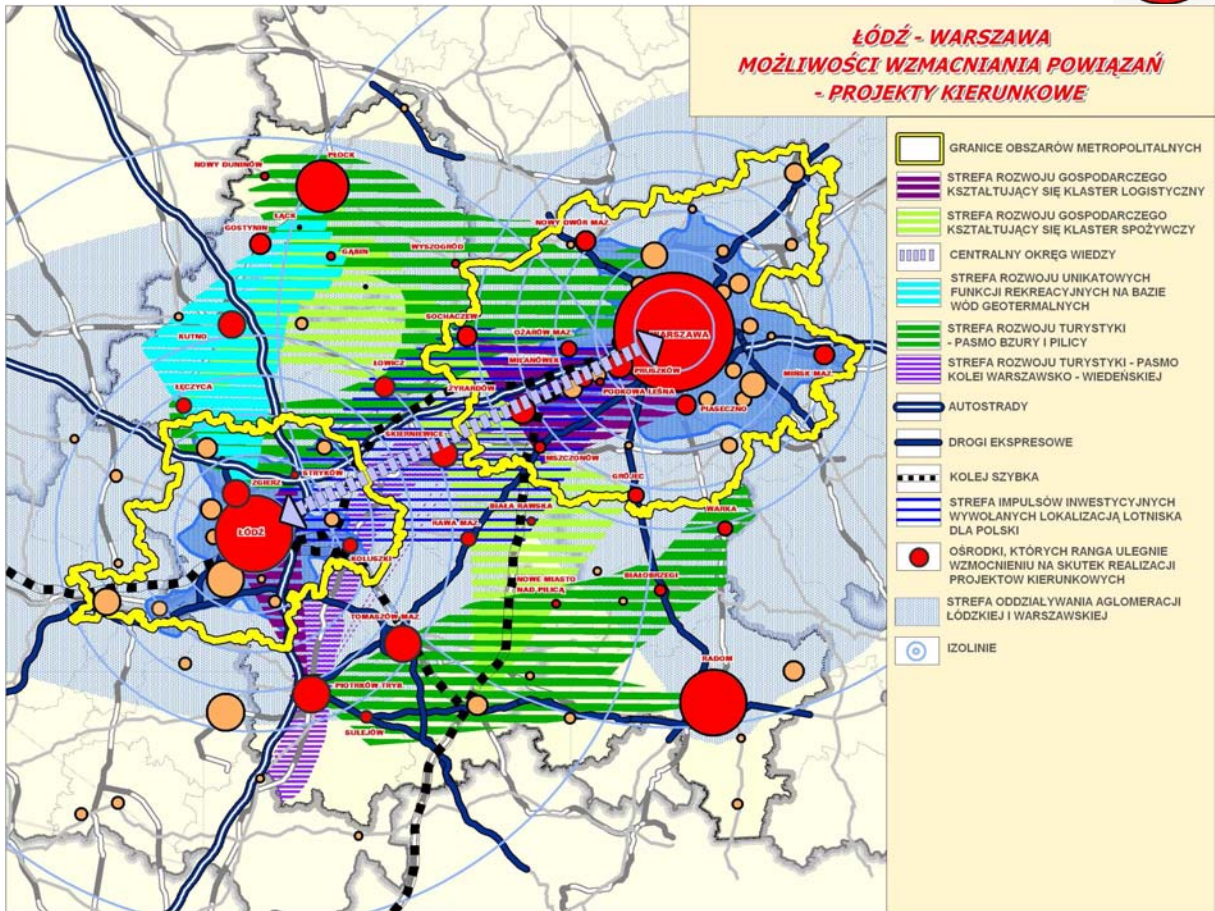 ŁÓDŹ - WARSZAWA
MOŻLIWOŚCI WZMACNIANIA POWIĄZAŃ
- PROJEKTY KIERUNKOWE
GRANICE OBSZARÓW METROPOLITALNYCH
STREFA ROZWOJU GOSPODARCZEGO
KSZTAŁTUJĄCY SIĘ KLASTER LOGISTYCZNY
STREFA ROZWOJU GOSPODARCZEGO
KSZTAŁTUJĄCY SIĘ KLASTER SPOŻYWCZY
CENTRALNY OKRĘG WIEDZY
STREFA ROZWOJU UNIKATOWYCH
FUNKCJI REKREACYJNYCH NA BAZIE
WÓD GEOTERMALNYCH
STREFA ROZWOJU TURYSTYKI
- PASMO BZURY I PILICY
STREFA ROZWOJU TURYSTYKI - PASMO
KOLEI WARSZAWSKO - WIEDEŃSKIEJ
AUTOSTRADY
DROGI EKSPRESOWE
KOLEJ SZYBKA
STREFA IMPULSÓW INWESTYCYJNYCH
WYWOŁANYCH LOKALIZACJĄ LOTNISKA
DLA POLSKI
OŚRODKI, KTÓRYCH RANGA ULEGNIE
WZMOCNIENIU NA SKUTEK REALIZACJI
PROJEKTOW KIERUNKOWYCH
STREFA ODDZIAŁYWANIA AGLOMERACJI
ŁÓDZKIEJ I WARSZAWSKIEJ
IZOLINIE
PŁOCK
NOWY DUNINÓW
ŁĄCK
GOSTYNIN
GĄBIN
WYSZOGRÓD
NOWY DWÓR MAZ.
KUTNO
SOCHACZEW
OŻARÓW MAZ.
WARSZAWA
MILANÓWEK
ŁOWICZ
PRUSZKÓW
MIŃSK MAZ.
ŻYRARDÓW
PODKOWA LEŚNA
ŁĘCZYCA
PIASECZNO
SKIERNIEWICE
MSZCZONÓW
STRYKÓW
ZGIERZ
GRÓJEC
BIAŁA RAWSKA
WARKA
ŁÓDŹ
RAWA MAZ.
KOLUSZKI
NOWE MIASTO
NAD PILICĄ
BIAŁOBRZEGI
TOMASZÓW MAZ.
RADOM
PIOTRKÓW TRYB.
SULEJÓW